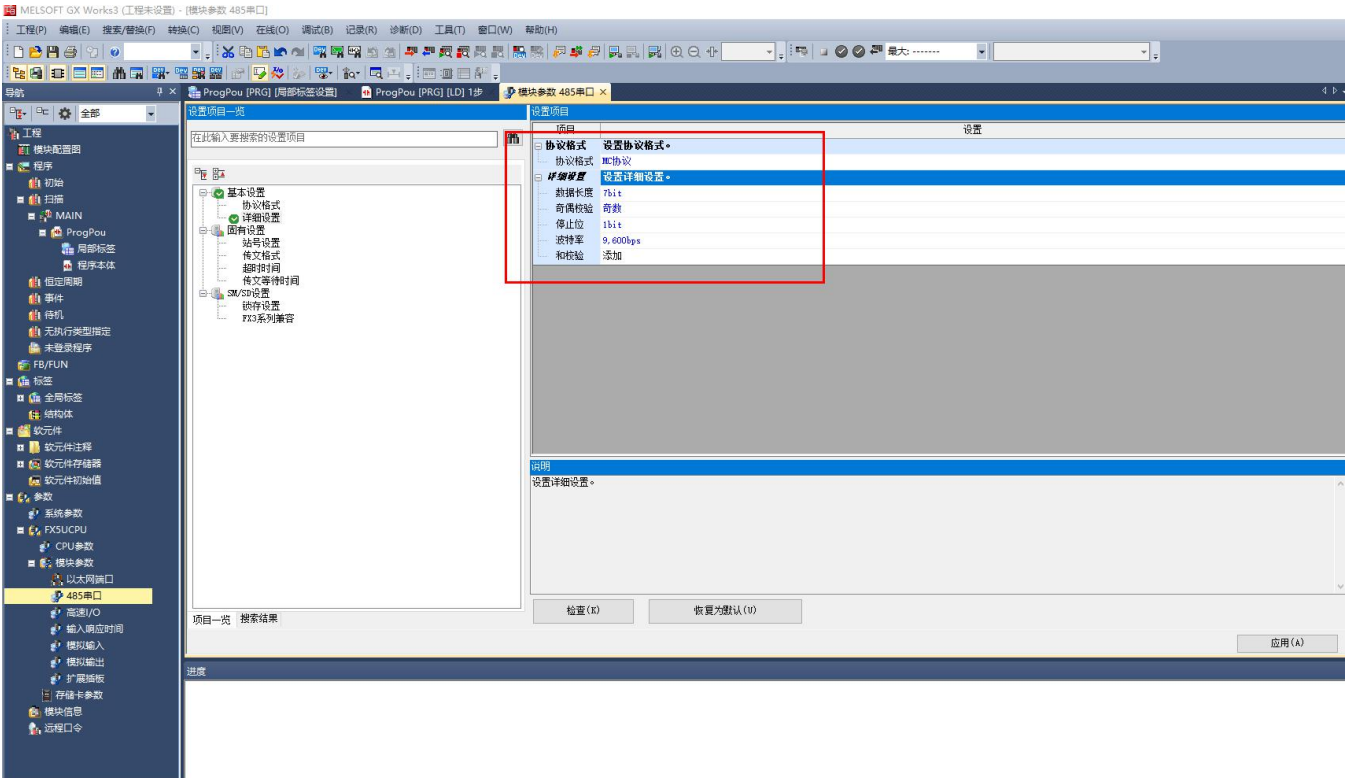 MELSOFT GX Works3 (工程未设置) - [模块参数 485串口]
工程(P) 编辑(E) 搜索/替换(F) 转换(C) 视图(V) 在线(O) 调试(B) 记录(R) 诊断(D) 工具(T) 窗口(W) 帮助(H)
最大: -------
导航
ProgPou [PRG] [局部标签设置] ProgPou [PRG] [LD] 1步 模块参数 485串口
全部
工程
模块配置图
程序
初始
扫描
MAIN
ProgPou
局部标签
程序本体
恒定周期
事件
待机
无执行类型指定
未登录程序
FB/FUN
标签
全局标签
结构体
软元件
软元件注释
软元件存储器
软元件初始值
参数
系统参数
FX5UCPU
CPU参数
模块参数
以太网端口
485串口
高速I/O
输入响应时间
模拟输入
模拟输出
扩展插板
存储卡参数
模块信息
远程口令
设置项目一览
在此输入要搜索的设置项目
基本设置
协议格式
详细设置
固有设置
站号设置
传文格式
超时时间
传文等待时间
SM/SD设置
锁存设置
FX3系列兼容
项目一览 搜索结果
设置项目
项目 设置
协议格式 设置协议格式。
协议格式 MC协议
详细设置 设置详细设置。
数据长度 7bit
奇偶校验 奇数
停止位 1bit
波特率 9,600bps
和校验 添加
说明
设置详细设置。
检查(K) 恢复为默认(U)
应用(A)
进度